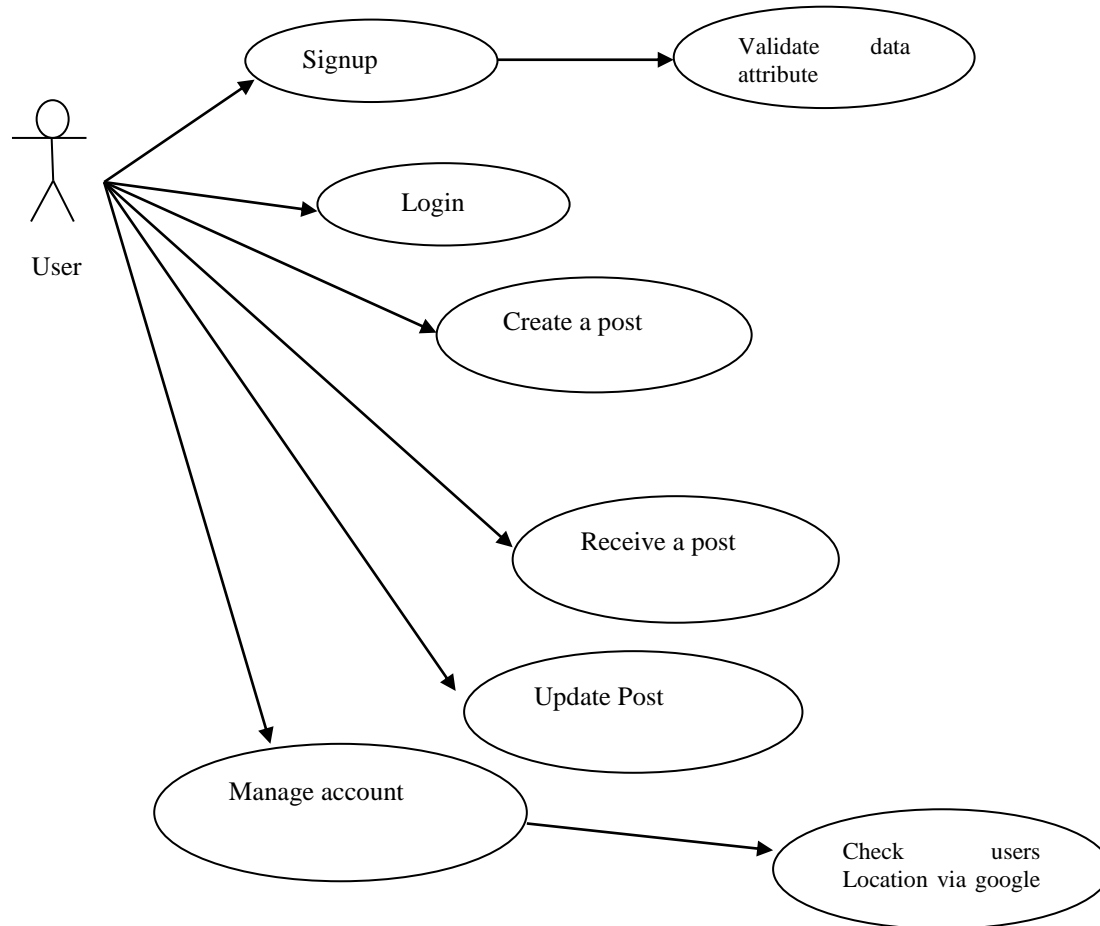 Signup
Validate data
attribute
Login
User
Create a post
Receive a post
Update Post
Manage account
Check users
Location via google